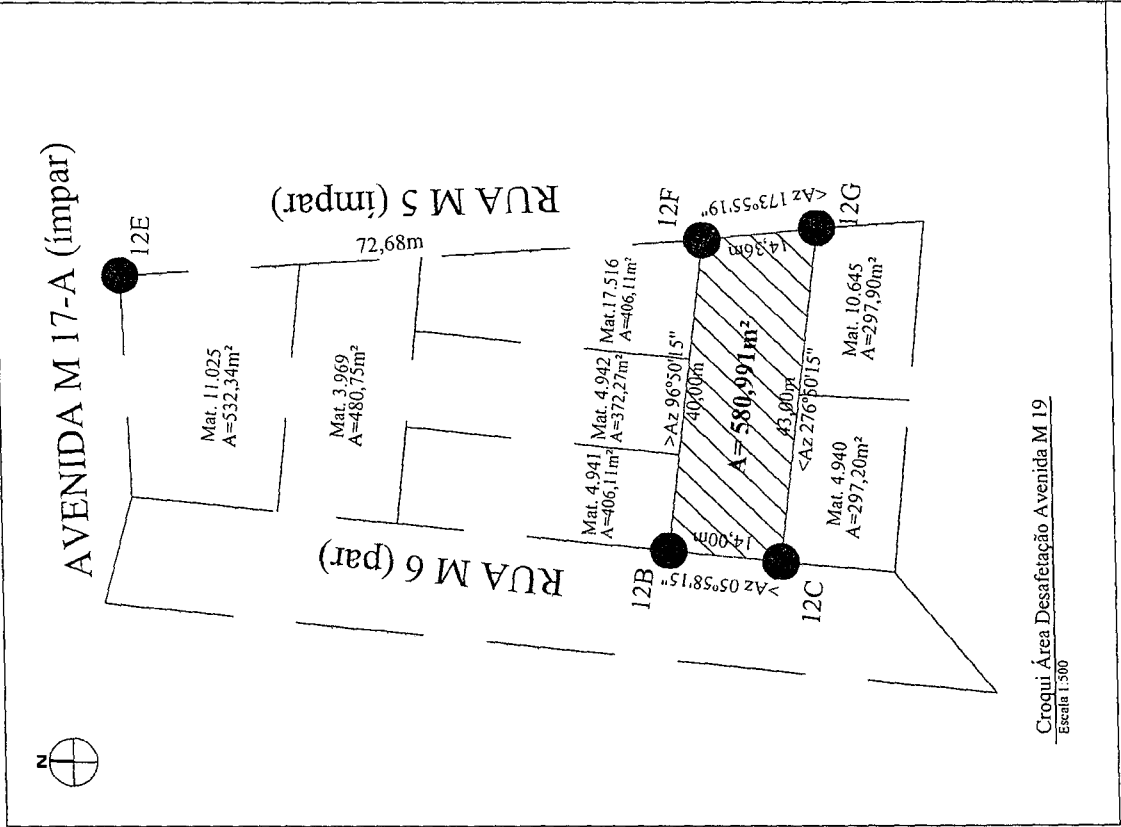 AVENIDA M 17-A (ímpar)
N
12E
RUA M 5 (ímpar)
72,68m
Mat. 11.025
A=532,34m²
Mat. 3.969
A=480,75m²
RUA M 6 (par)
Mat. 4.941
A=406,11m²
Mat. 4.942
A=372,27m²
Mat.17.516
A=406,11m²
12F
12B
>Az 96°50'15"
40,00m
A= 580,991m²
14,36m
<Az 173°55'19"
14,00m
>Az 05°58'15"
43,00m
<Az 276°50'15"
12G
12C
Mat. 4.940
A=297,20m²
Mat. 10.645
A=297,90m²
Croqui Área Desafetação Avenida M 19
Escala 1:500